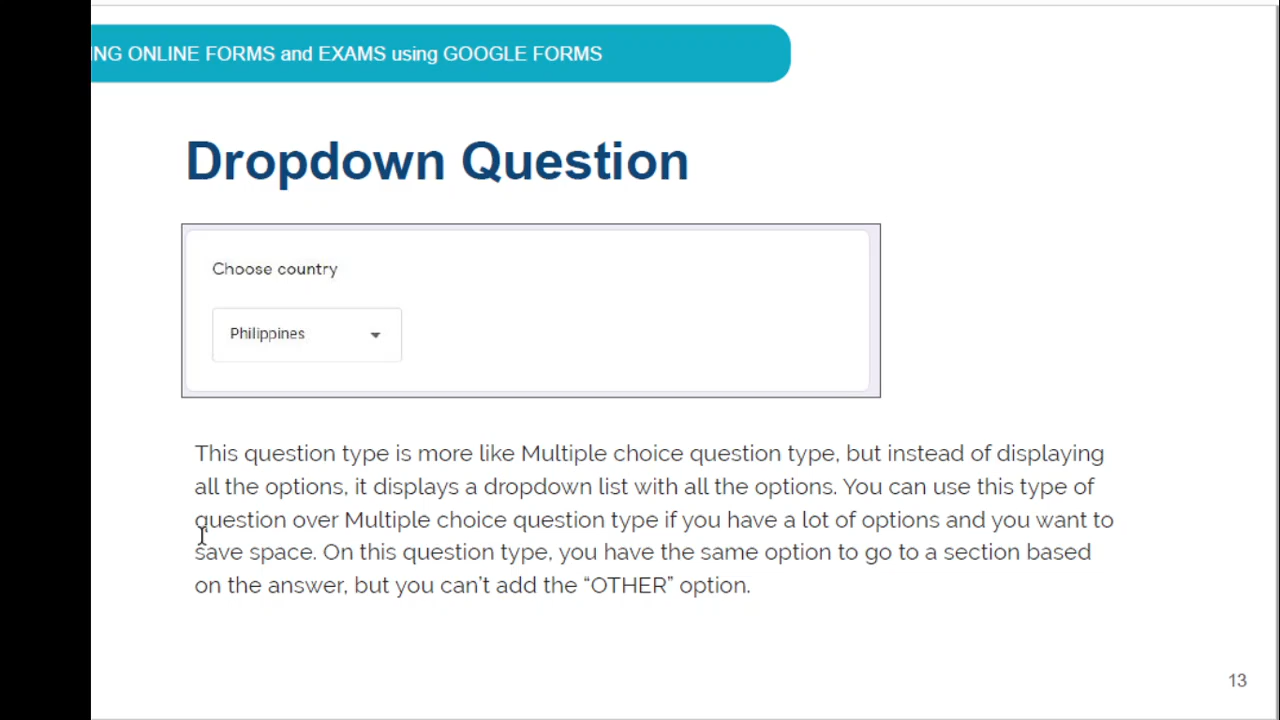 ING ONLINE FORMS and EXAMS using GOOGLE FORMS
Dropdown Question
Choose country
Philippines
This question type is more like Multiple choice question type, but instead of displaying
all the options, it displays a dropdown list with all the options. You can use this type of
question over Multiple choice question type if you have a lot of options and you want to
save space. On this question type, you have the same option to go to a section based
on the answer, but you can't add the “OTHER” option.
13